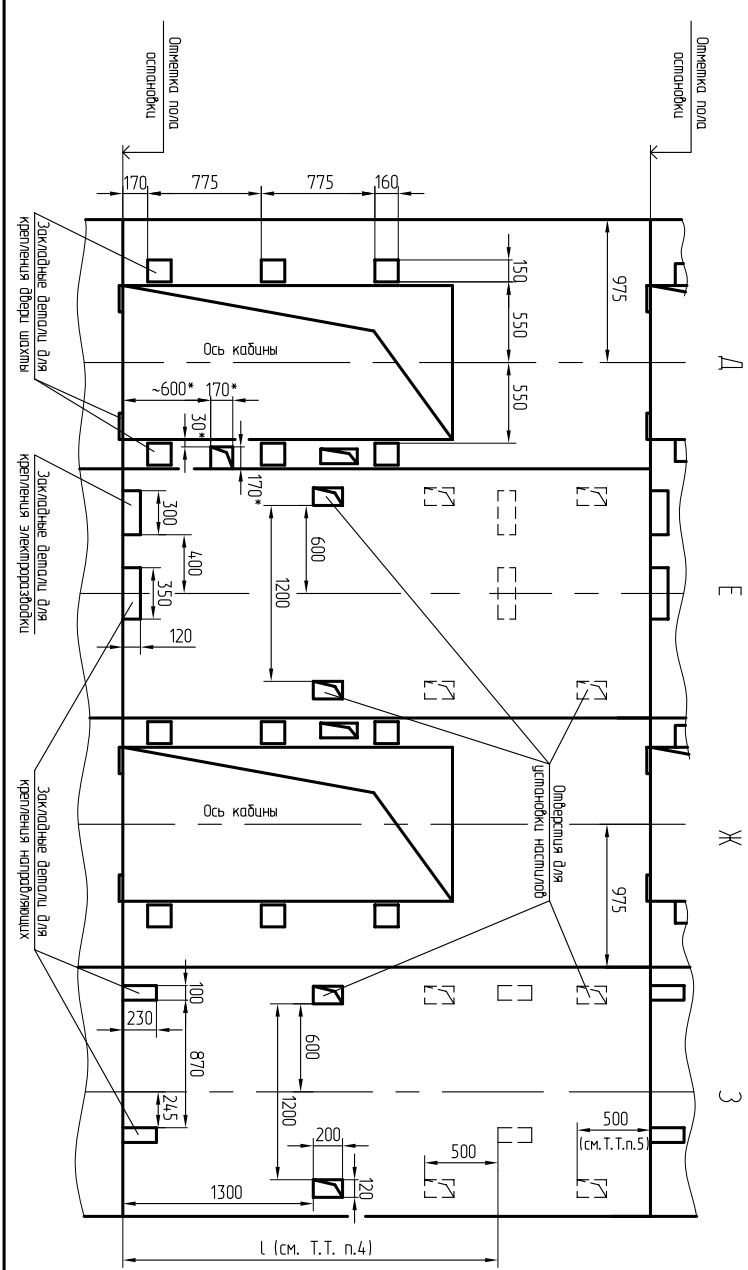 Отметка пола
остановки
Отметка пола
остановки
Д
Е
Ж
З
170
775
775
160
150
550
550
975
Ось кабины
~600*
170*
30*
170*
Закладные детали для
крепления двери шахты
300
400
350
120
600
1200
Закладные детали для
крепления электроразводки
Отверстия для
установки настилов
Ось кабины
975
Закладные детали для
крепления направляющих
100
230
870
245
600
1200
200
120
500
500
(см.Т.Т.п.5)
1300
l (см. Т.Т. п.4)